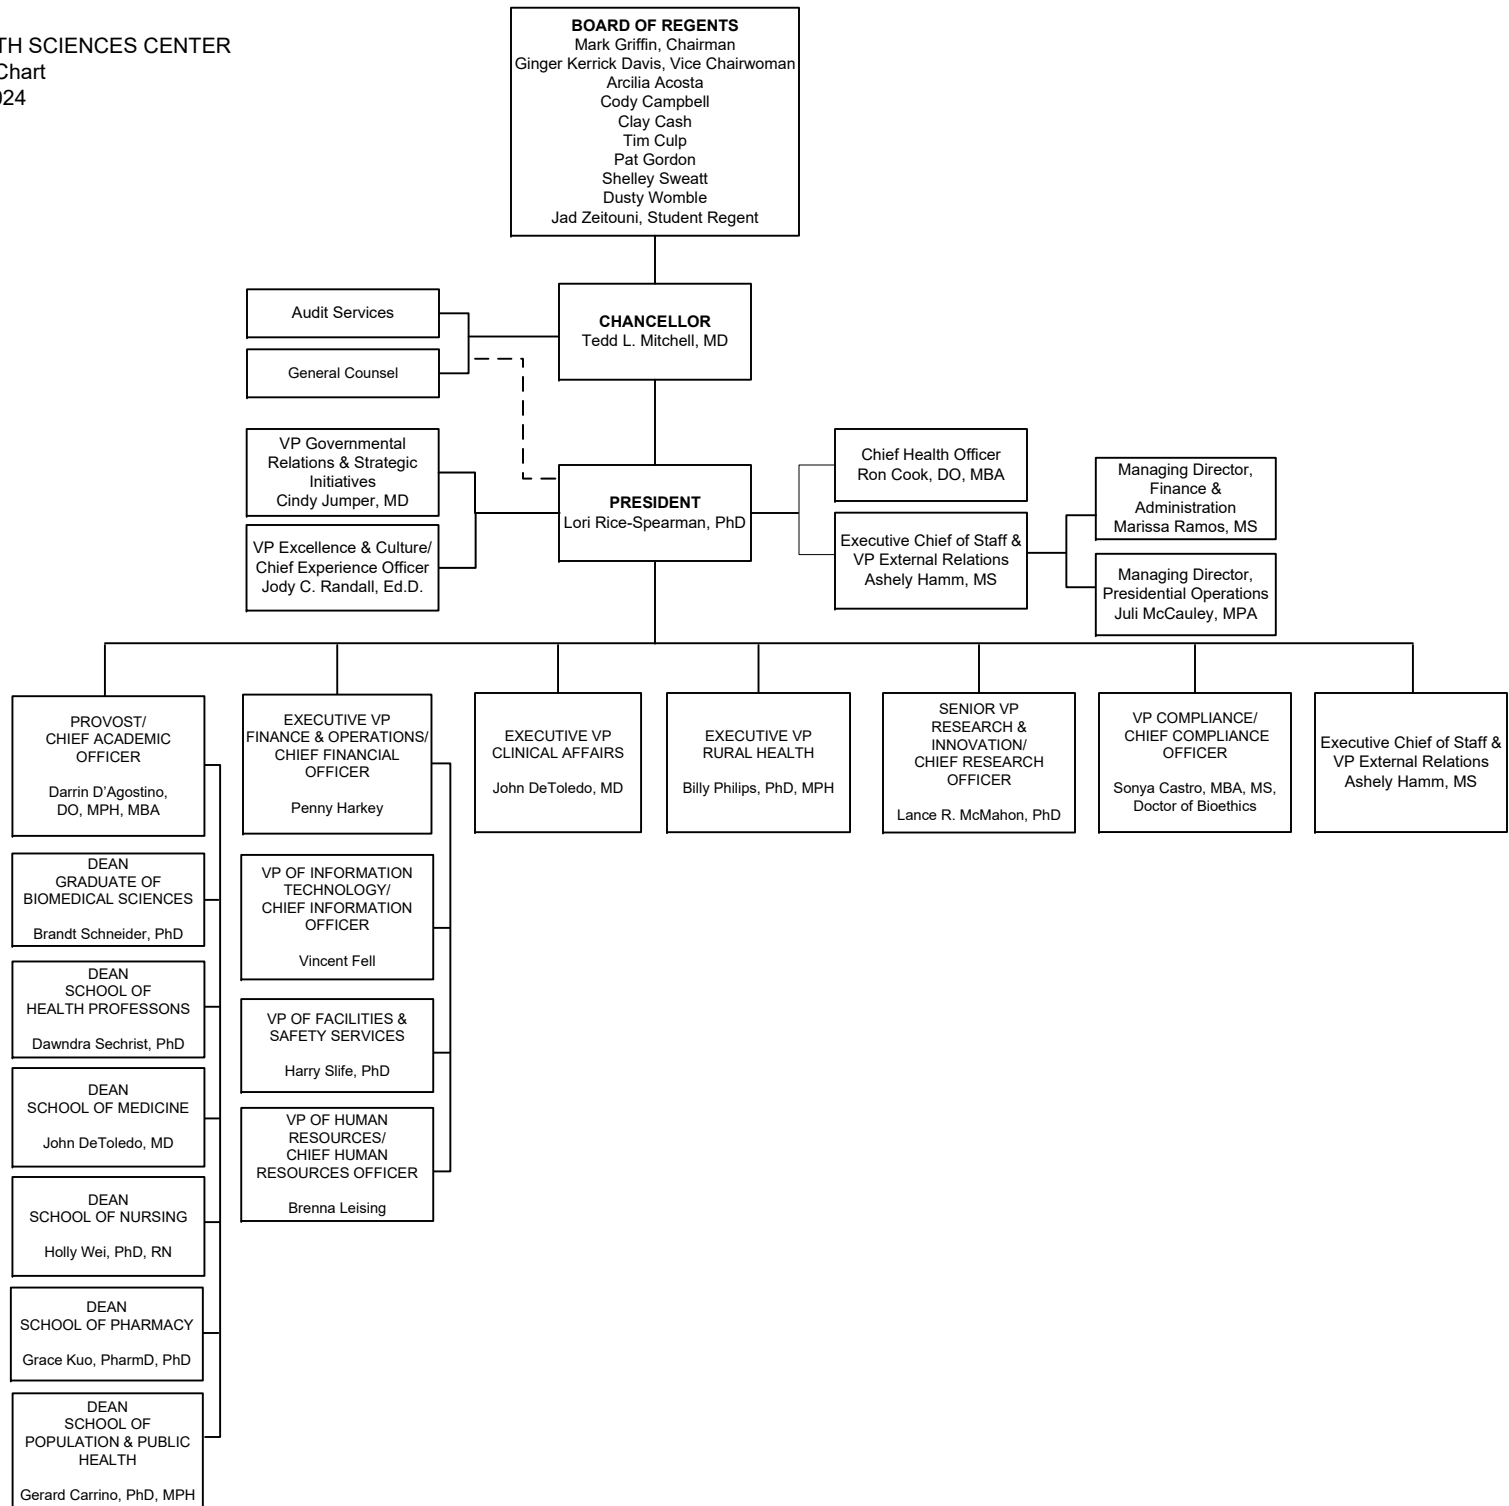 TH SCIENCES CENTER
Chart
024
BOARD OF REGENTS
Mark Griffin, Chairman
Ginger Kerrick Davis, Vice Chairwoman
Arcilia Acosta
Cody Campbell
Clay Cash
Tim Culp
Pat Gordon
Shelley Sweatt
Dusty Womble
Jad Zeitouni, Student Regent
Audit Services
General Counsel
CHANCELLOR
Tedd L. Mitchell, MD
VP Governmental
Relations & Strategic
Initiatives
Cindy Jumper, MD
VP Excellence & Culture/
Chief Experience Officer
Jody C. Randall, Ed.D.
PRESIDENT
Lori Rice-Spearman, PhD
Chief Health Officer
Ron Cook, DO, MBA
Executive Chief of Staff &
VP External Relations
Ashely Hamm, MS
Managing Director,
Finance &
Administration
Marissa Ramos, MS
Managing Director,
Presidential Operations
Juli McCauley, MPA
PROVOST/
CHIEF ACADEMIC
OFFICER
Darrin D’Agostino,
DO, MPH, MBA
DEAN
GRADUATE OF
BIOMEDICAL SCIENCES
Brandt Schneider, PhD
DEAN
SCHOOL OF
HEALTH PROFESSONS
Dawndra Sechrist, PhD
DEAN
SCHOOL OF MEDICINE
John DeToledo, MD
DEAN
SCHOOL OF NURSING
Holly Wei, PhD, RN
DEAN
SCHOOL OF PHARMACY
Grace Kuo, PharmD, PhD
DEAN
SCHOOL OF
POPULATION & PUBLIC
HEALTH
Gerard Carrino, PhD, MPH
EXECUTIVE VP
FINANCE & OPERATIONS/
CHIEF FINANCIAL
OFFICER
Penny Harkey
VP OF INFORMATION
TECHNOLOGY/
CHIEF INFORMATION
OFFICER
Vincent Fell
VP OF FACILITIES &
SAFETY SERVICES
Harry Slife, PhD
VP OF HUMAN
RESOURCES/
CHIEF HUMAN
RESOURCES OFFICER
Brenna Leising
EXECUTIVE VP
CLINICAL AFFAIRS
John DeToledo, MD
EXECUTIVE VP
RURAL HEALTH
Billy Philips, PhD, MPH
SENIOR VP
RESEARCH &
INNOVATION/
CHIEF RESEARCH
OFFICER
Lance R. McMahon, PhD
VP COMPLIANCE/
CHIEF COMPLIANCE
OFFICER
Sonya Castro, MBA, MS,
Doctor of Bioethics
Executive Chief of Staff &
VP External Relations
Ashely Hamm, MS